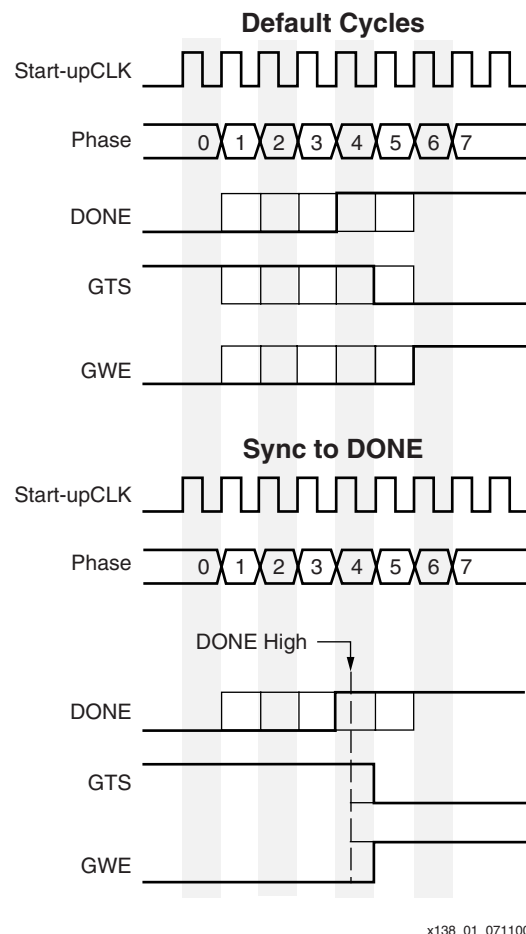 Default Cycles
Start-upCLK
Phase 0 1 2 3 4 5 6 7
DONE
GTS
GWE
Sync to DONE
Start-upCLK
Phase 0 1 2 3 4 5 6 7
DONE High
DONE
GTS
GWE
x138_01_071100